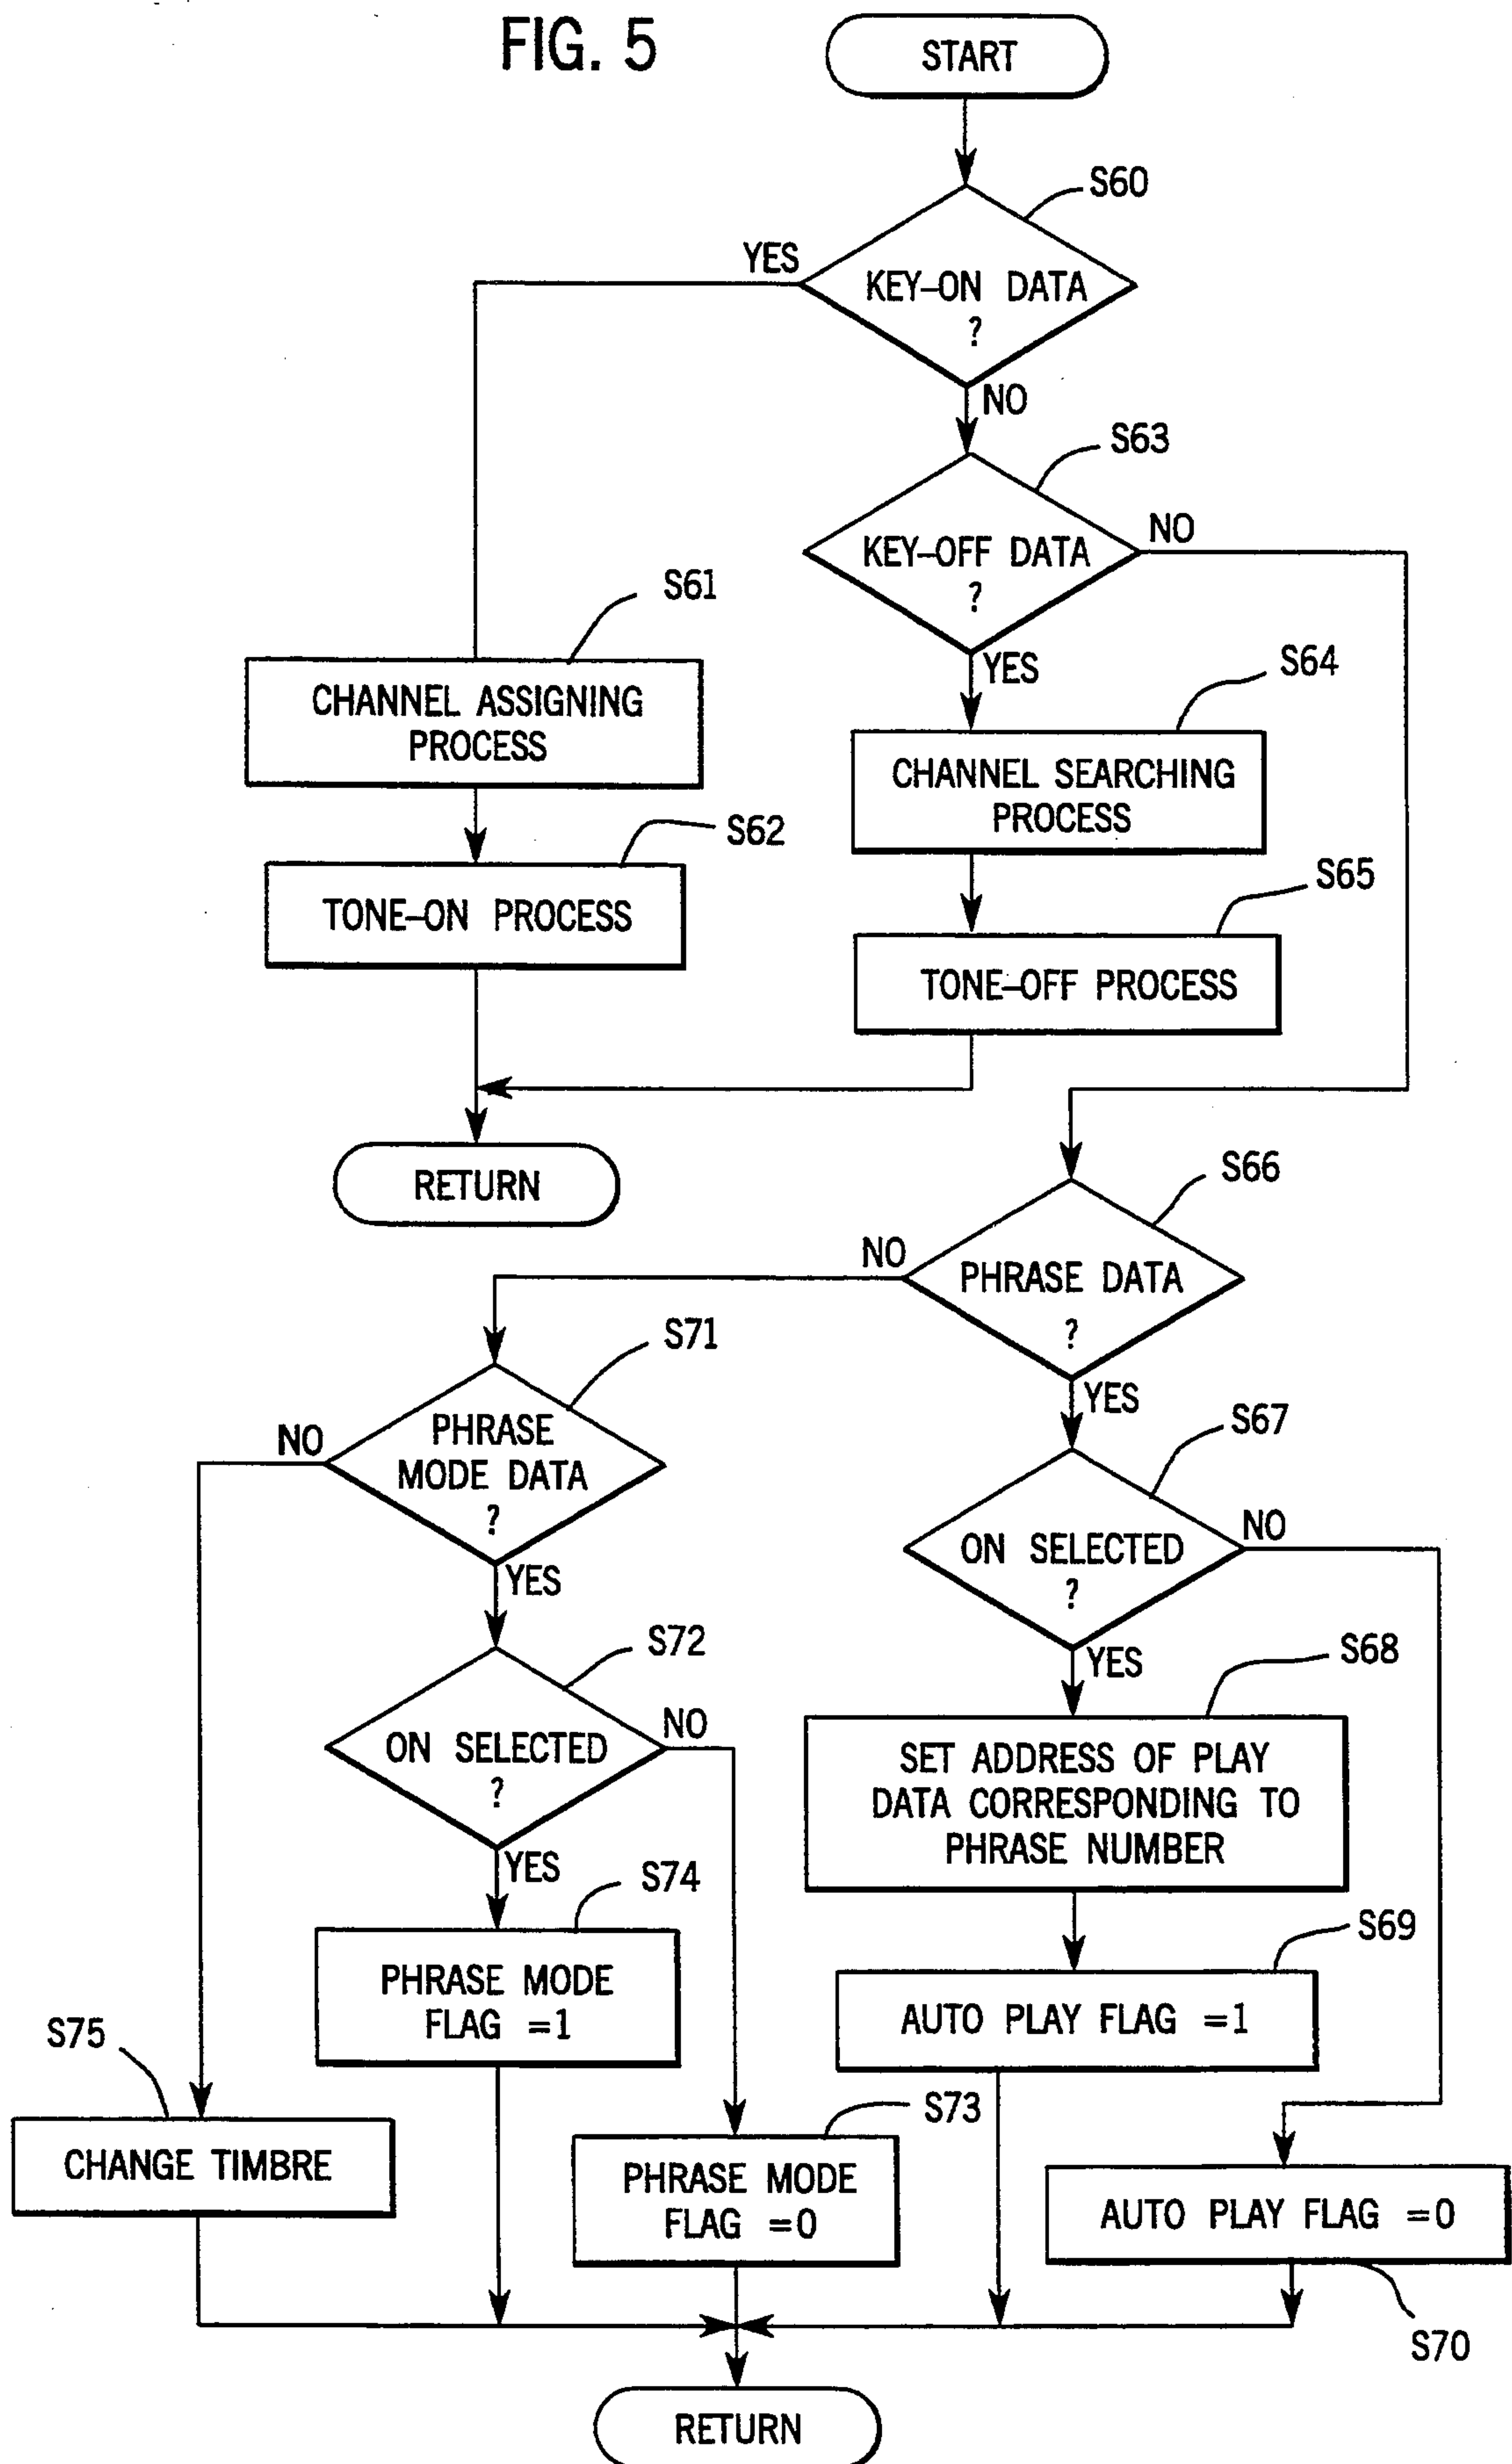 FIG. 5
START
S60
YES
KEY-ON DATA
?
NO
S63
NO
KEY-OFF DATA
?
S61
YES
S64
CHANNEL ASSIGNING
PROCESS
CHANNEL SEARCHING
PROCESS
S62
S65
TONE-ON PROCESS
TONE-OFF PROCESS
RETURN
S66
NO
PHRASE DATA
?
S71
YES
S67
NO
PHRASE
MODE DATA
?
NO
ON SELECTED
?
YES
S72
YES
S68
NO
ON SELECTED
?
SET ADDRESS OF PLAY
DATA CORRESPONDING TO
PHRASE NUMBER
YES
S74
S69
PHRASE MODE
FLAG =1
AUTO PLAY FLAG =1
S75
S73
CHANGE TIMBRE
PHRASE MODE
FLAG =0
AUTO PLAY FLAG =0
S70
RETURN